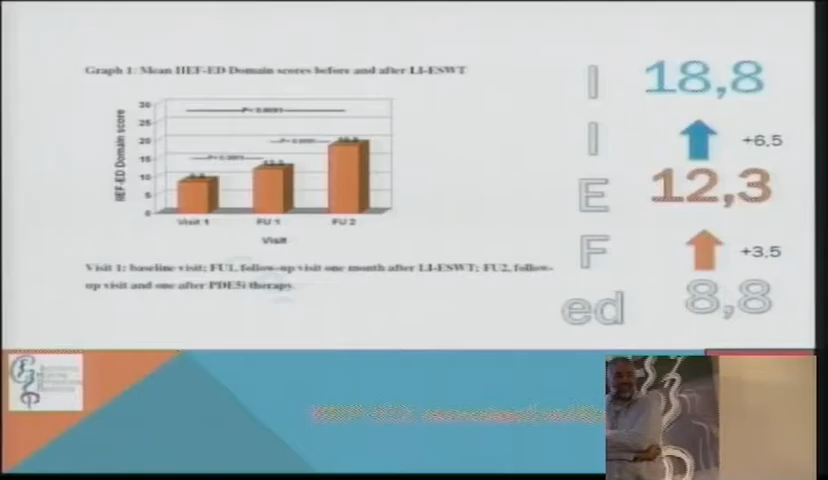 Graph 1: Mean IIEF-ED Domain scores before and after LI-ESWT
IIEF-ED Domain score
30
25
20
15
10
5
0
Visit 1
FU 1
FU 2
Visit
Visit 1: baseline visit; FU1, follow-up visit one month after LI-ESWT; FU2, follow-
up visit and one after PDE5i therapy
I
I
E
F
ed
18,8
+6.5
12,3
+3.5
8,8